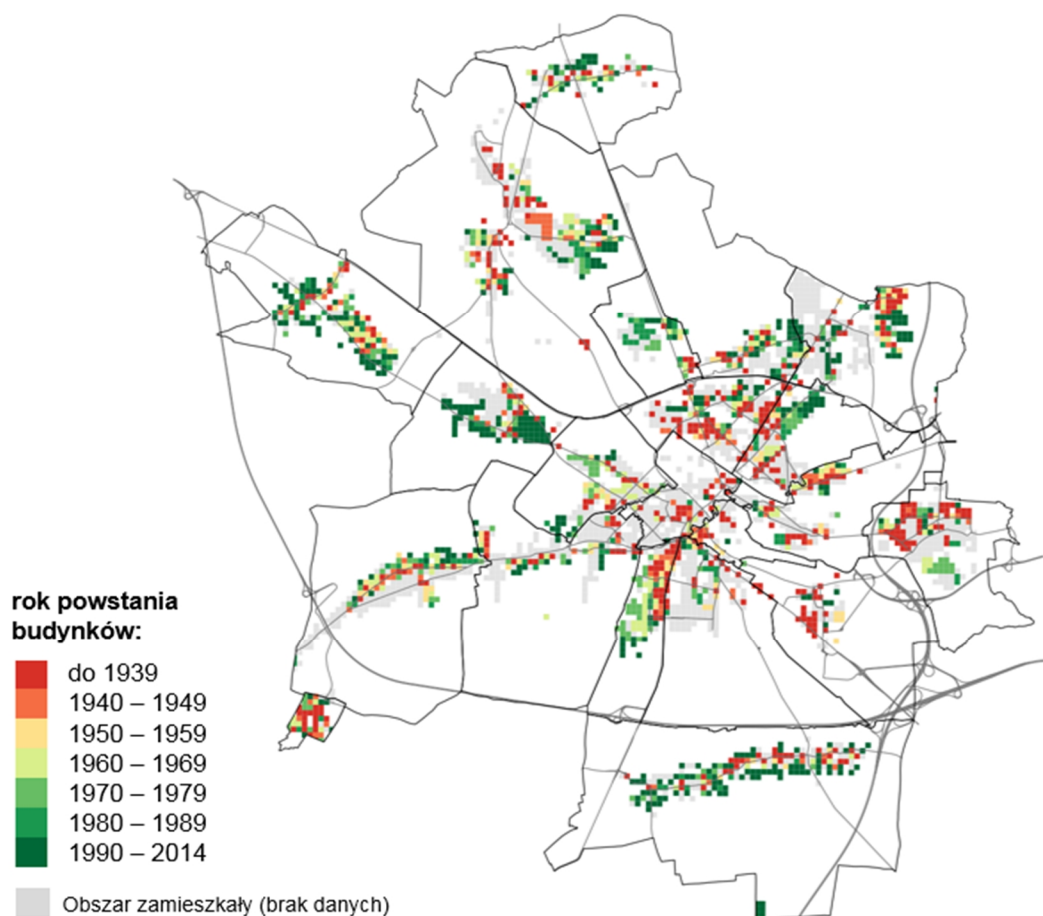 rok powstania
budynków:
do 1939
1940 – 1949
1950 – 1959
1960 – 1969
1970 – 1979
1980 – 1989
1990 – 2014
Obszar zamieszkały (brak danych)